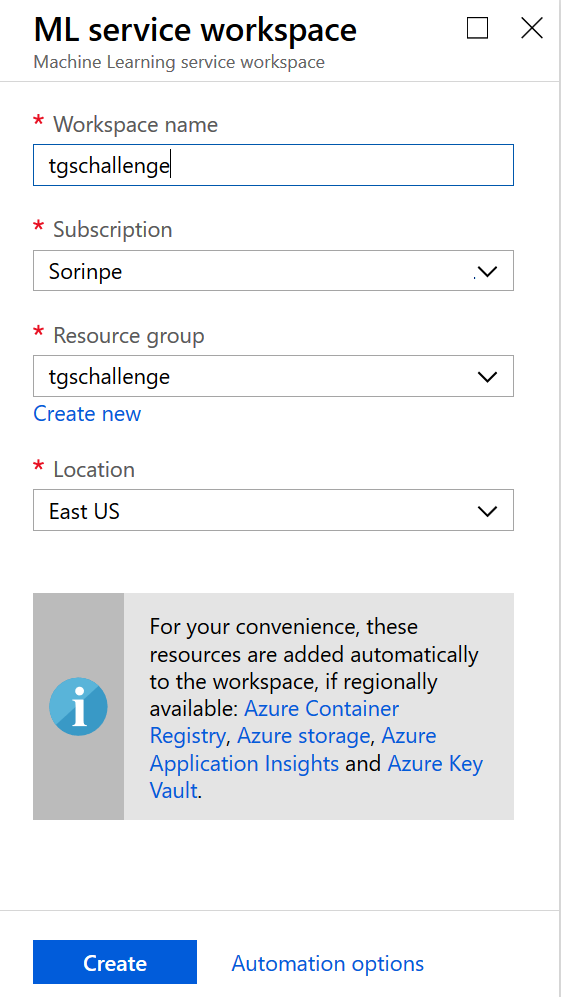 ML service workspace
Machine Learning service workspace
* Workspace name
tgschallenge
* Subscription
Sorinpe
* Resource group
tgschallenge
Create new
* Location
East US
i
For your convenience, these
resources are added automatically
to the workspace, if regionally
available: Azure Container
Registry, Azure storage, Azure
Application Insights and Azure Key
Vault.
Create
Automation options